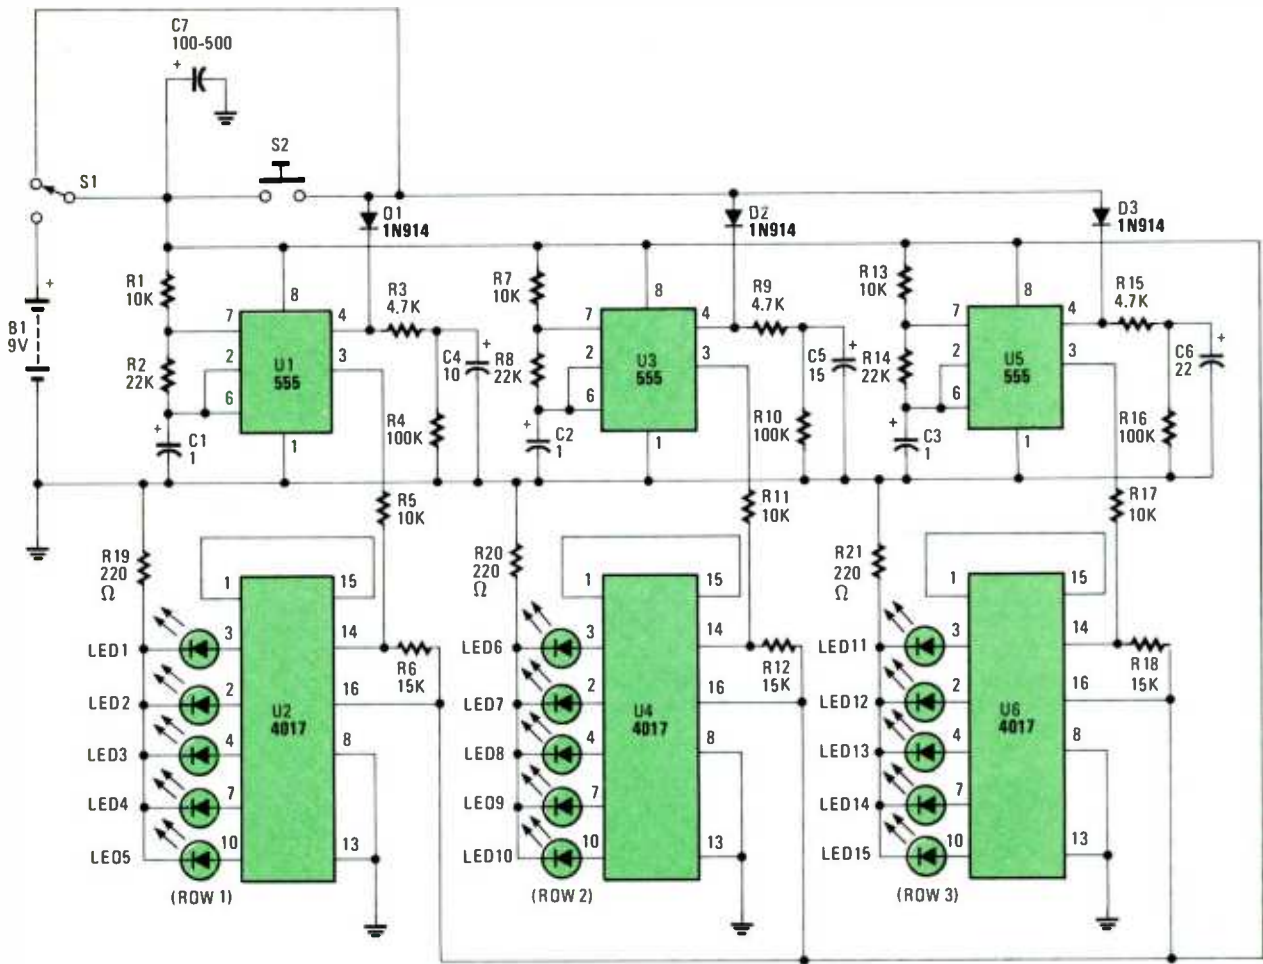 C7
100-500
+
S2
S1
D1
1N914
D2
1N914
D3
1N914
+
B1
9V
R1
10K
R2
22K
+
C1
1
7
2
6
8
4
3
1
U1
555
R3
4.7K
R4
100K
+
C4
10
R5
10K
R7
10K
R8
22K
+
C2
1
7
2
6
8
4
3
1
U3
555
R9
4.7K
R10
100K
+
C5
15
R11
10K
R13
10K
R14
22K
+
C3
1
7
2
6
8
4
3
1
U5
555
R15
4.7K
R16
100K
+
C6
22
R17
10K
R19
220
Ω
LED1
LED2
LED3
LED4
LED5
1
3
2
4
7
10
15
14
16
8
13
U2
4017
R6
15K
(ROW 1)
R20
220
Ω
LED6
LED7
LED8
LED9
LED10
1
3
2
4
7
10
15
14
16
8
13
U4
4017
R12
15K
(ROW 2)
R21
220
Ω
LED11
LED12
LED13
LED14
LED15
1
3
2
4
7
10
15
14
16
8
13
U6
4017
R18
15K
(ROW 3)